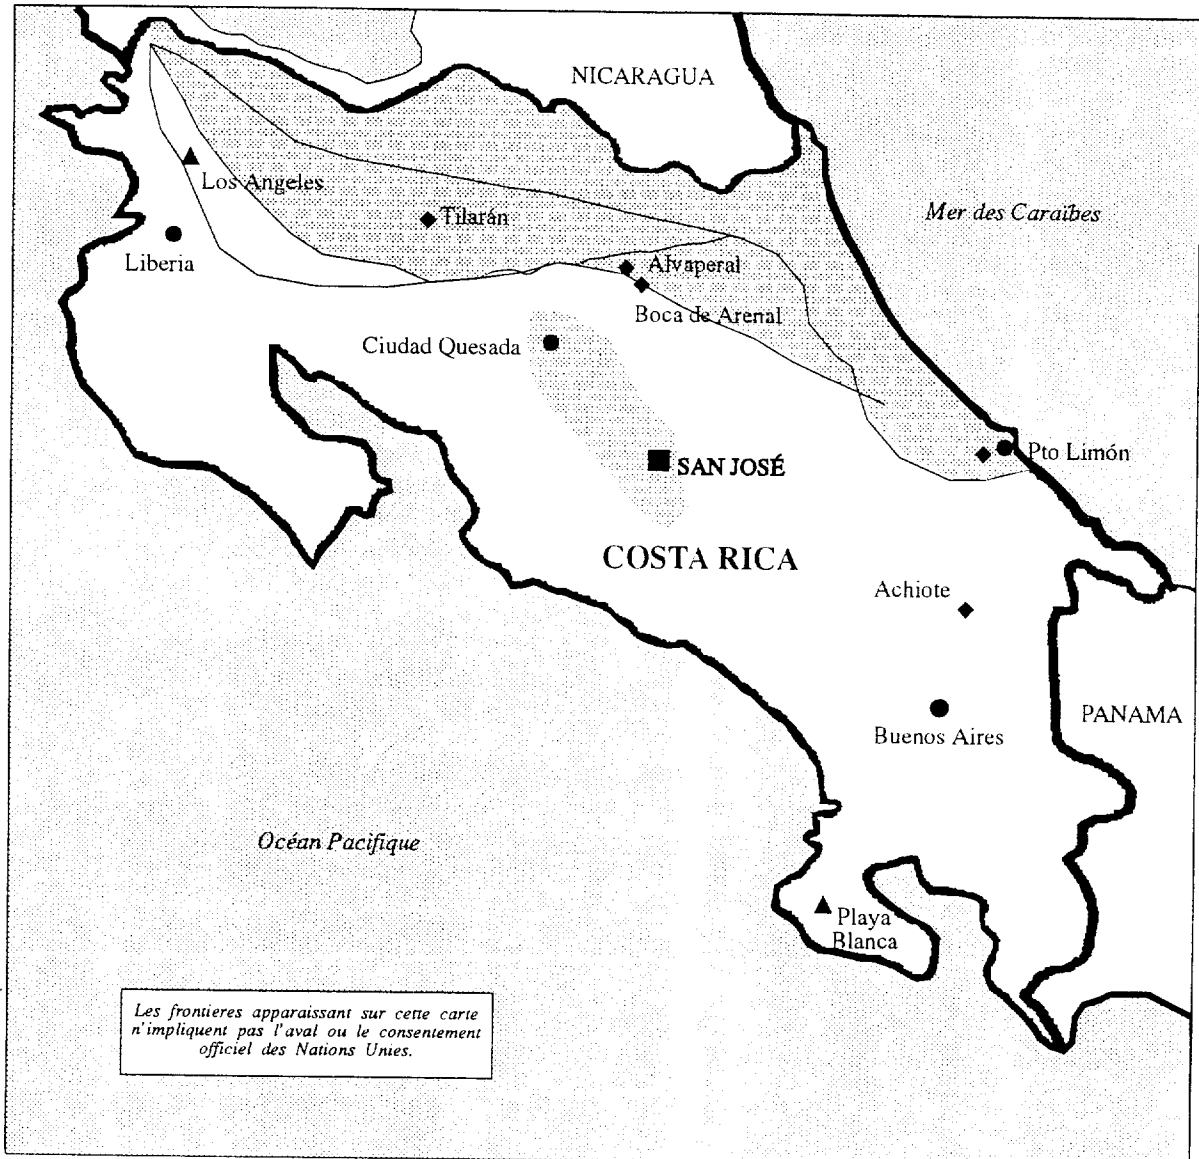 NICARAGUA
Los Angeles
Mer des Caraïbes
Tilarán
Liberia
Alvaperal
Boca de Arenal
Ciudad Quesada
Pto Limón
SAN JOSÉ
COSTA RICA
Achiote
PANAMA
Buenos Aires
Océan Pacifique
Playa
Blanca
Les frontieres apparaissant sur cette carte
n'impliquent pas l'aval ou le consentement
officiel des Nations Unies.